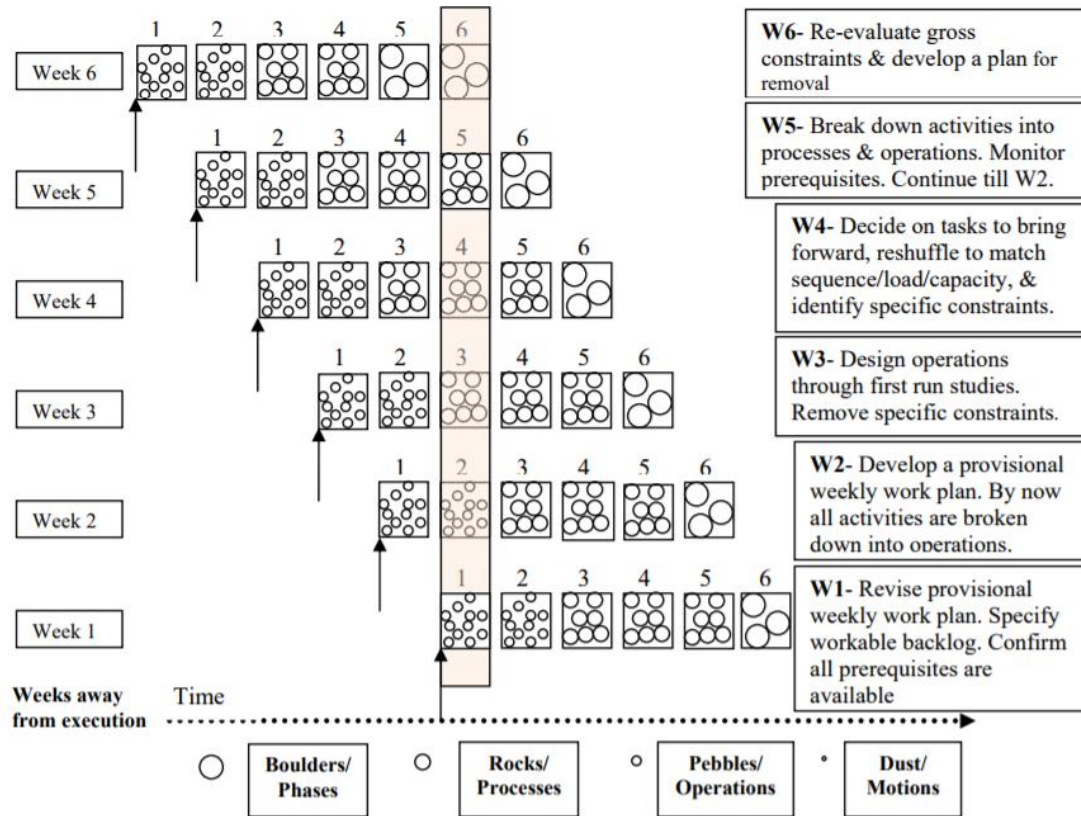 1 2 3 4 5 6
Week 6
W6- Re-evaluate gross
constraints & develop a plan for
removal
1 2 3 4 5 6
Week 5
W5- Break down activities into
processes & operations. Monitor
prerequisites. Continue till W2.
1 2 3 4 5 6
Week 4
W4- Decide on tasks to bring
forward, reshuffle to match
sequence/load/capacity, &
identify specific constraints.
1 2 3 4 5 6
Week 3
W3- Design operations
through first run studies.
Remove specific constraints.
1 2 3 4 5 6
Week 2
W2- Develop a provisional
weekly work plan. By now
all activities are broken
down into operations.
1 2 3 4 5 6
Week 1
W1- Revise provisional
weekly work plan. Specify
workable backlog. Confirm
all prerequisites are
available
Weeks away
from execution
Time
Boulders/
Phases
Rocks/
Processes
Pebbles/
Operations
Dust/
Motions